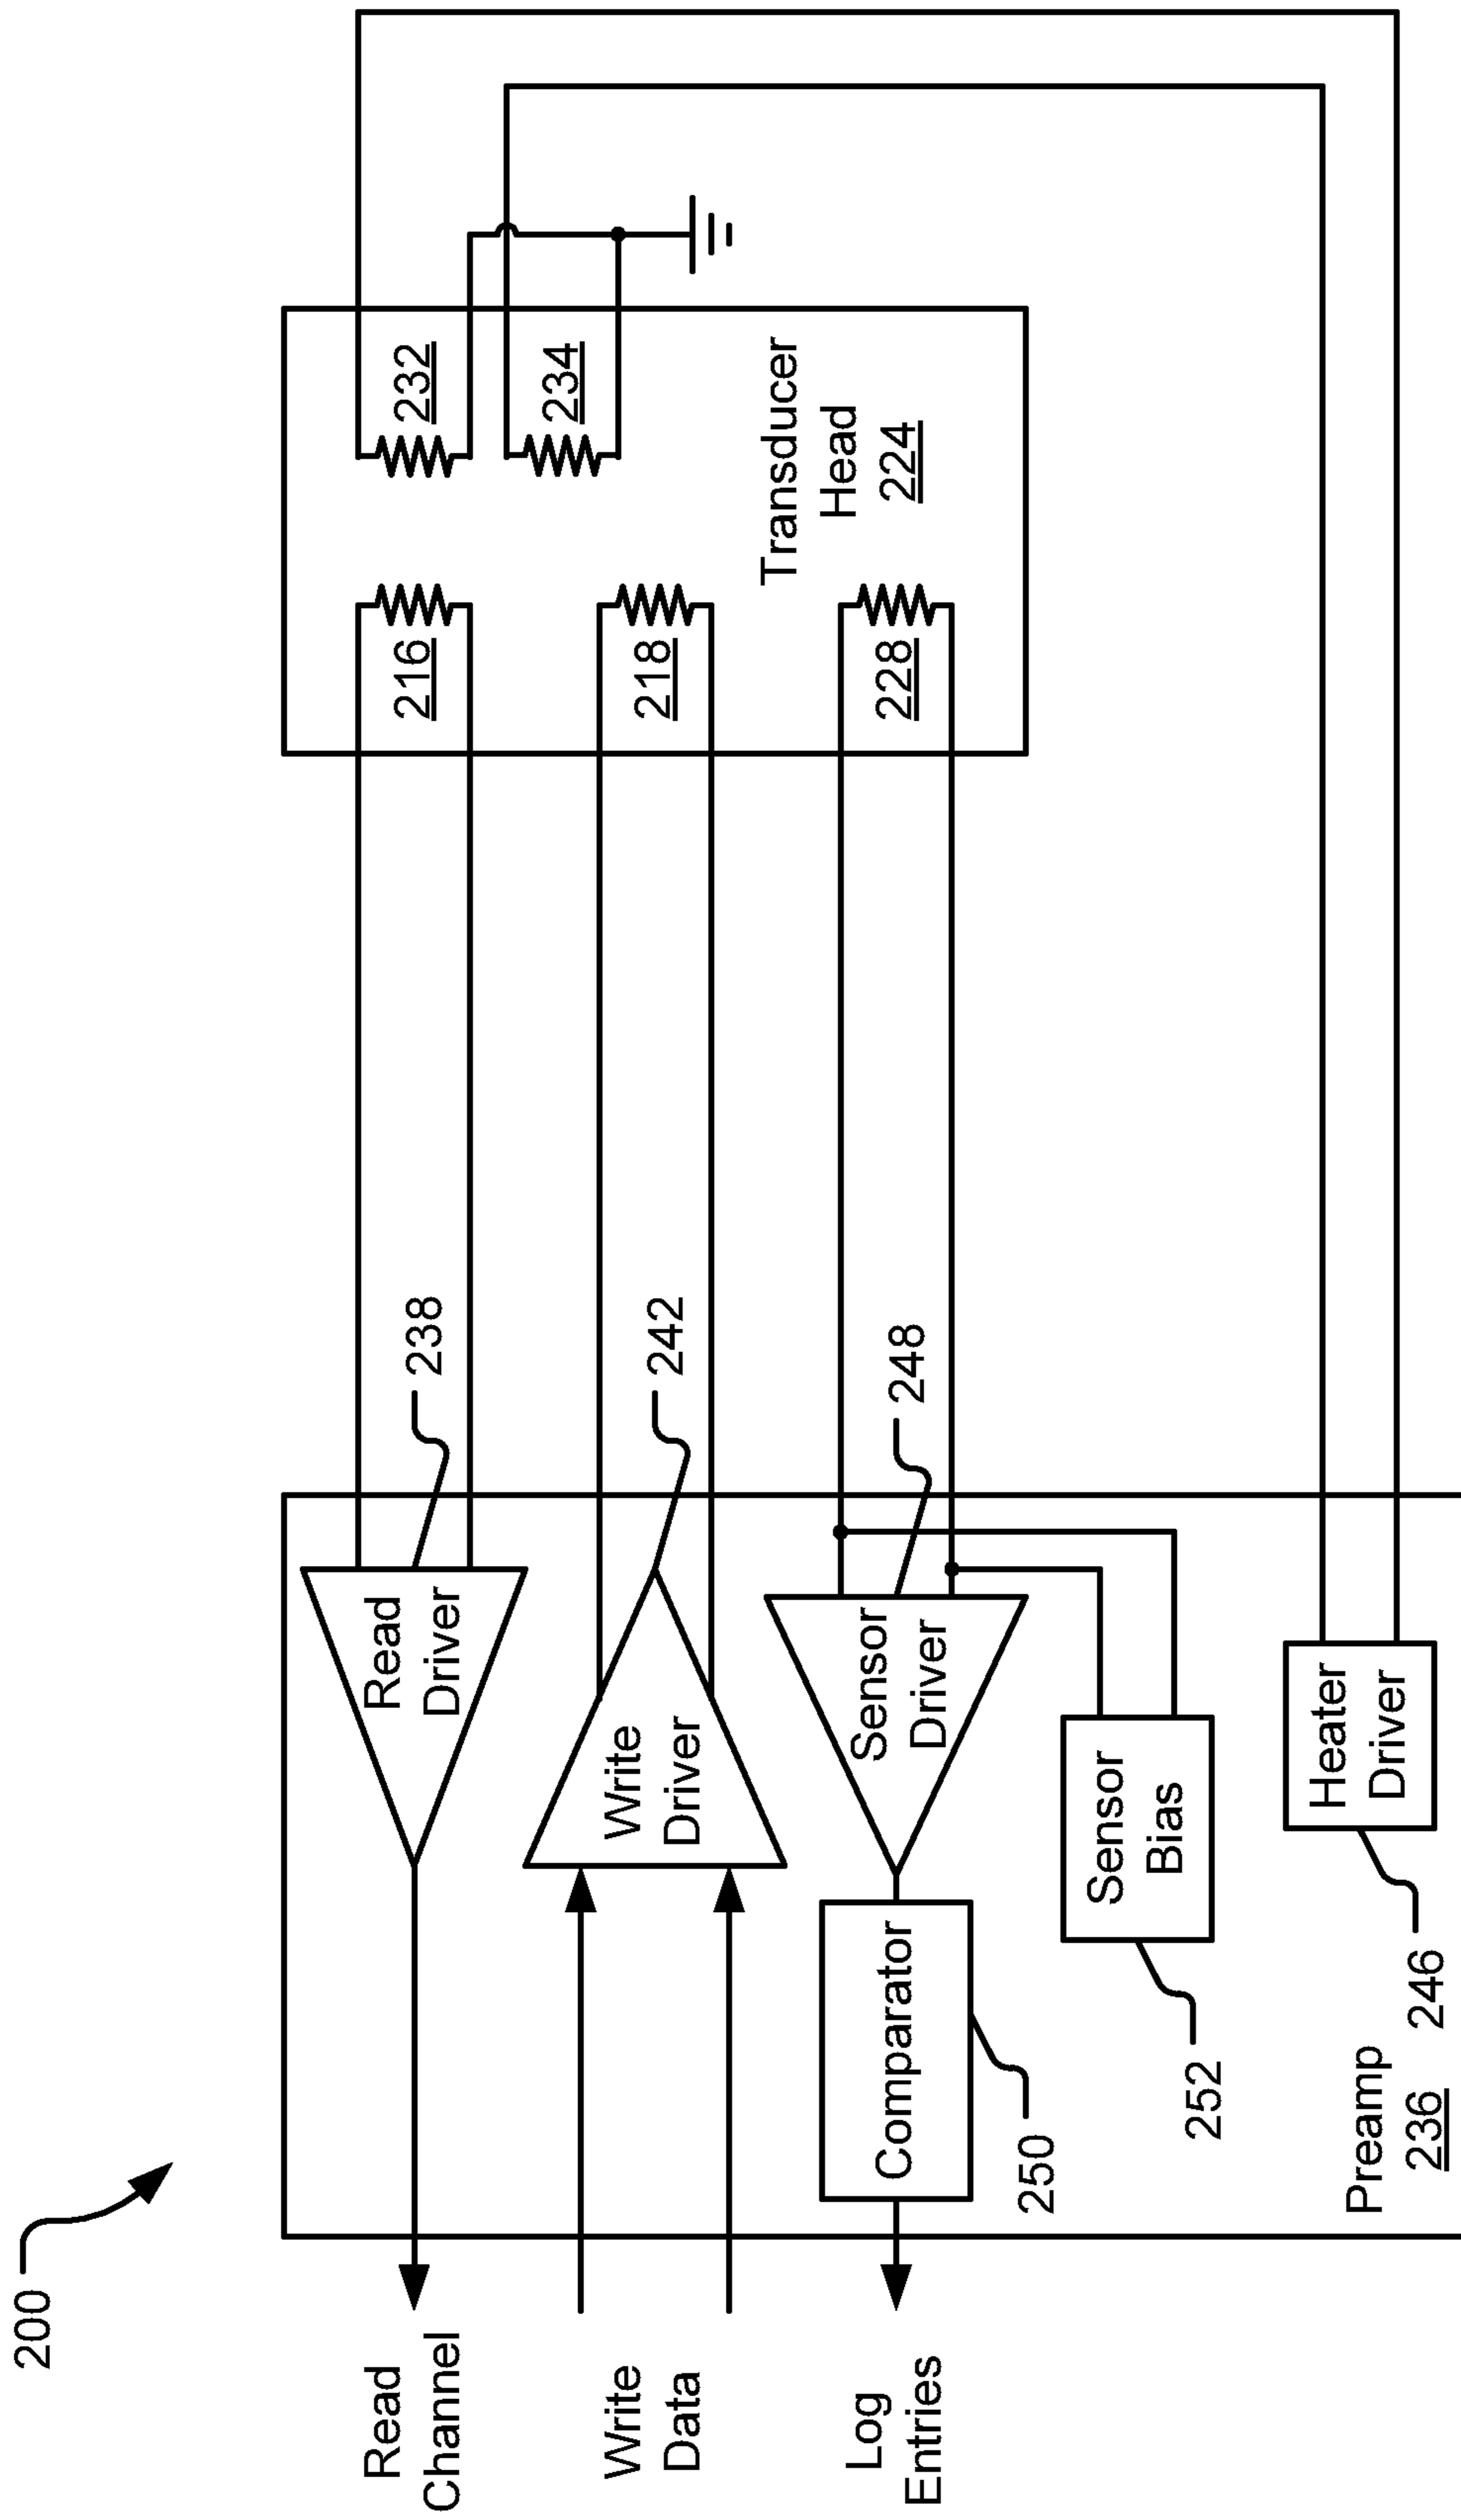 200
Read
Channel
Write
Data
Log
Entries
Read
Driver
238
Write
Driver
242
Sensor
Driver
248
Comparator
250
Sensor
Bias
252
Heater
Driver
246
Preamp
236
216
218
228
232
234
Transducer
Head
224